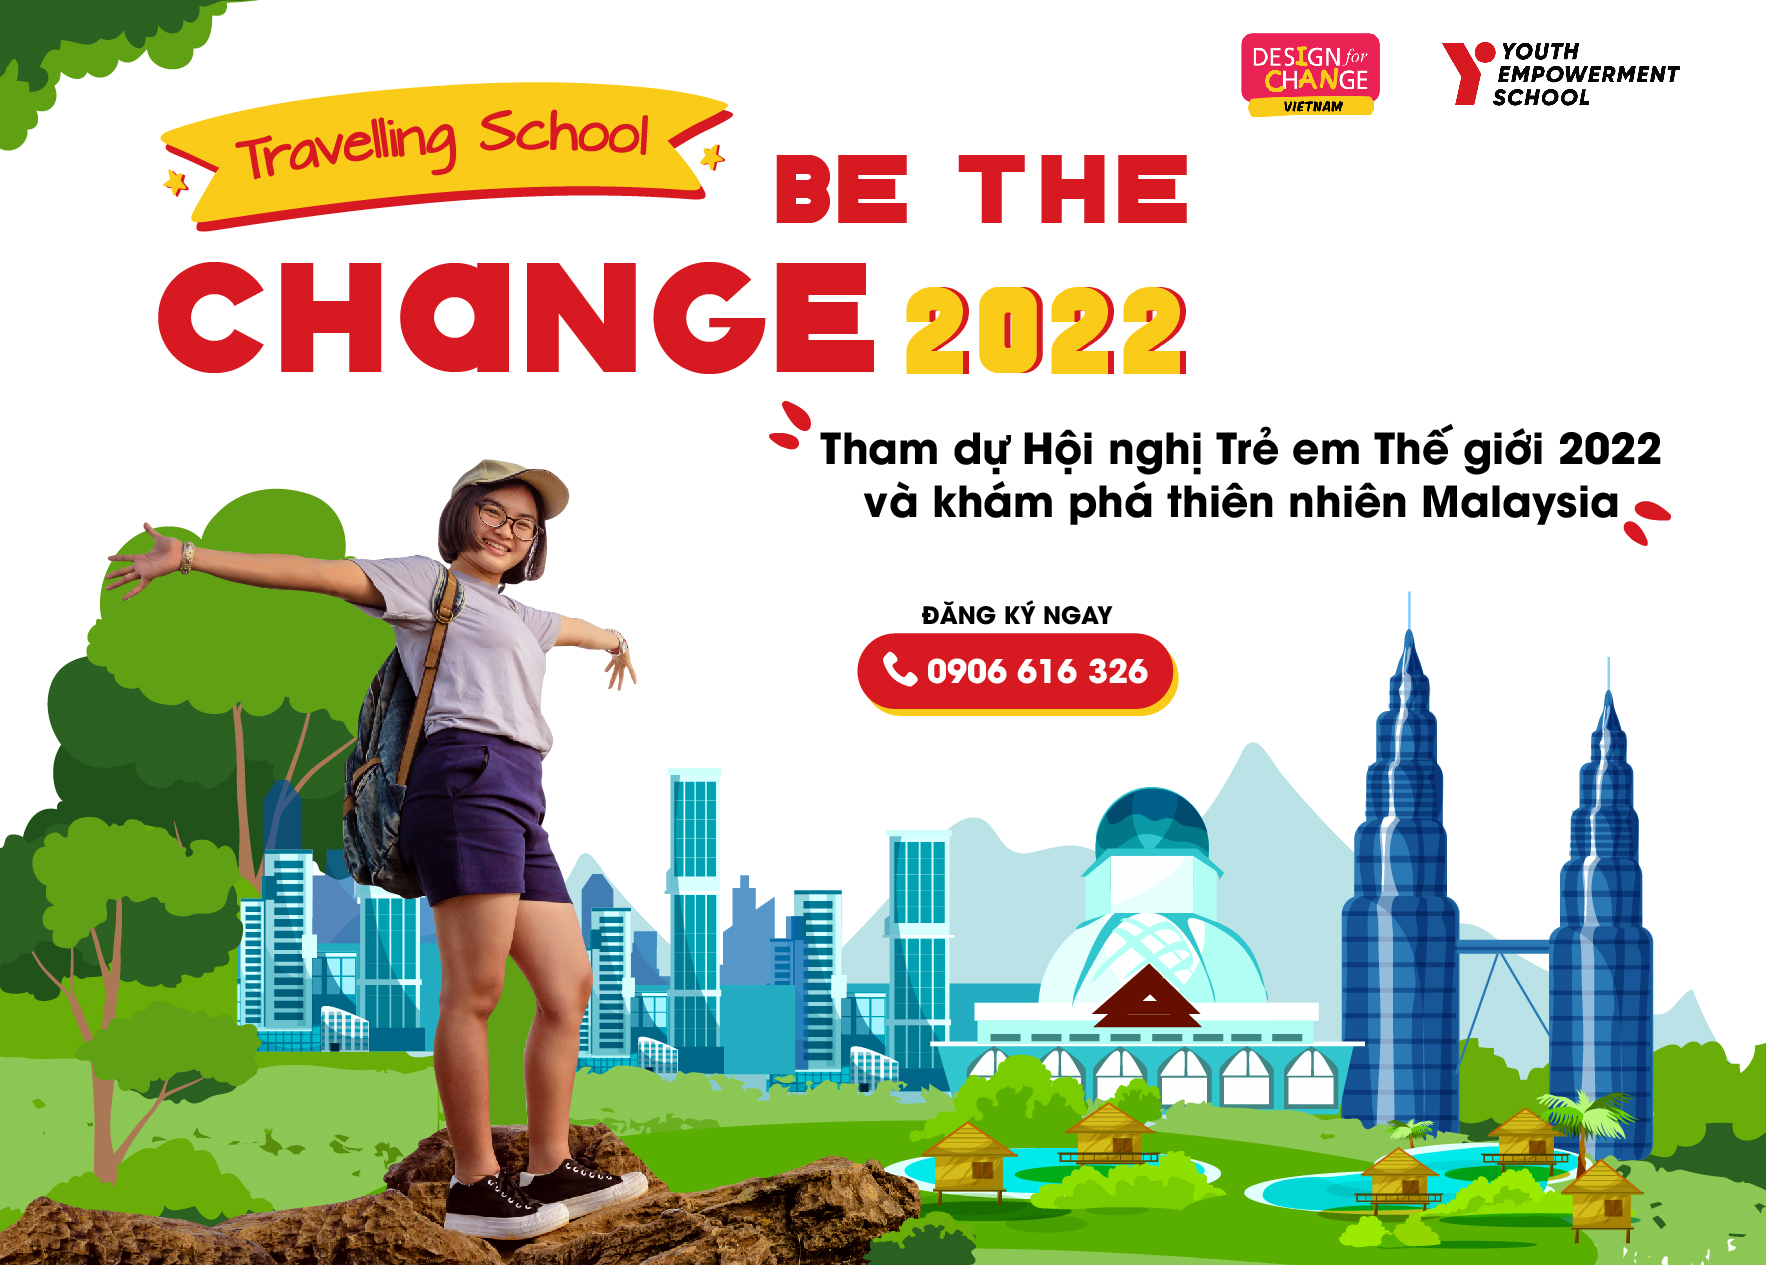 DESIGN for
CHANGE
VIETNAM
YOUTH
EMPOWERMENT
SCHOOL
Travelling School
BE THE
CHANGE 2022
Tham dự Hội nghị Trẻ em Thế giới 2022
và khám phá thiên nhiên Malaysia
ĐĂNG KÝ NGAY
0906 616 326